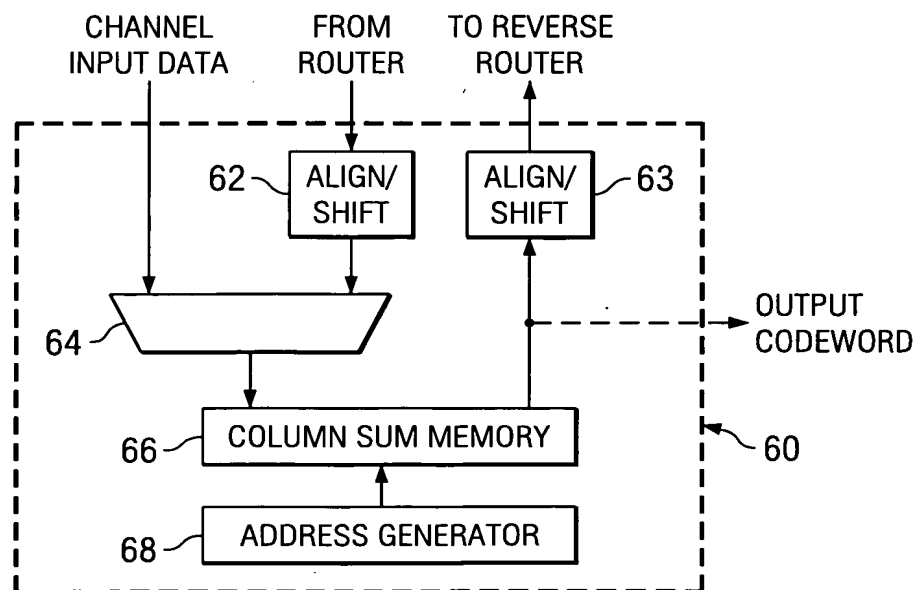 CHANNEL
INPUT DATA
FROM
ROUTER
TO REVERSE
ROUTER
62
ALIGN/
SHIFT
ALIGN/
SHIFT
63
64
OUTPUT
CODEWORD
66
COLUMN SUM MEMORY
60
68
ADDRESS GENERATOR